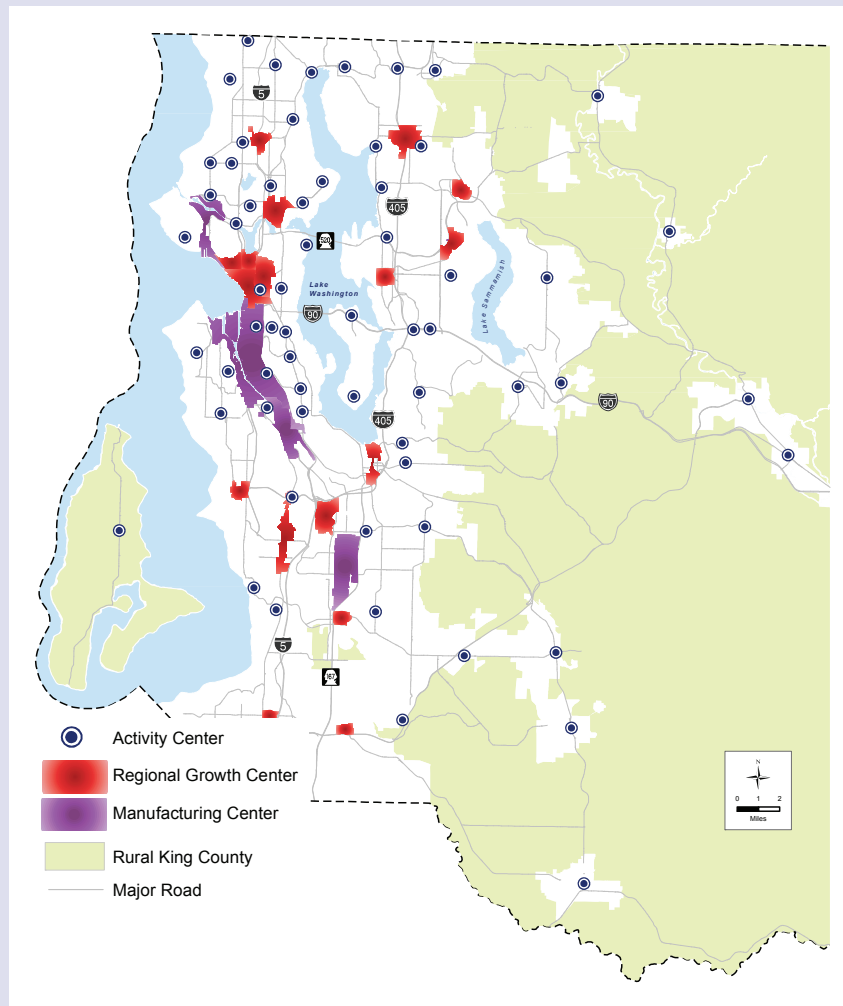 5
405
520
Lake
Washington
Lake Sammamish
90
405
90
5
167
Activity Center
Regional Growth Center
Manufacturing Center
Rural King County
Major Road
N
0 1 2
Miles